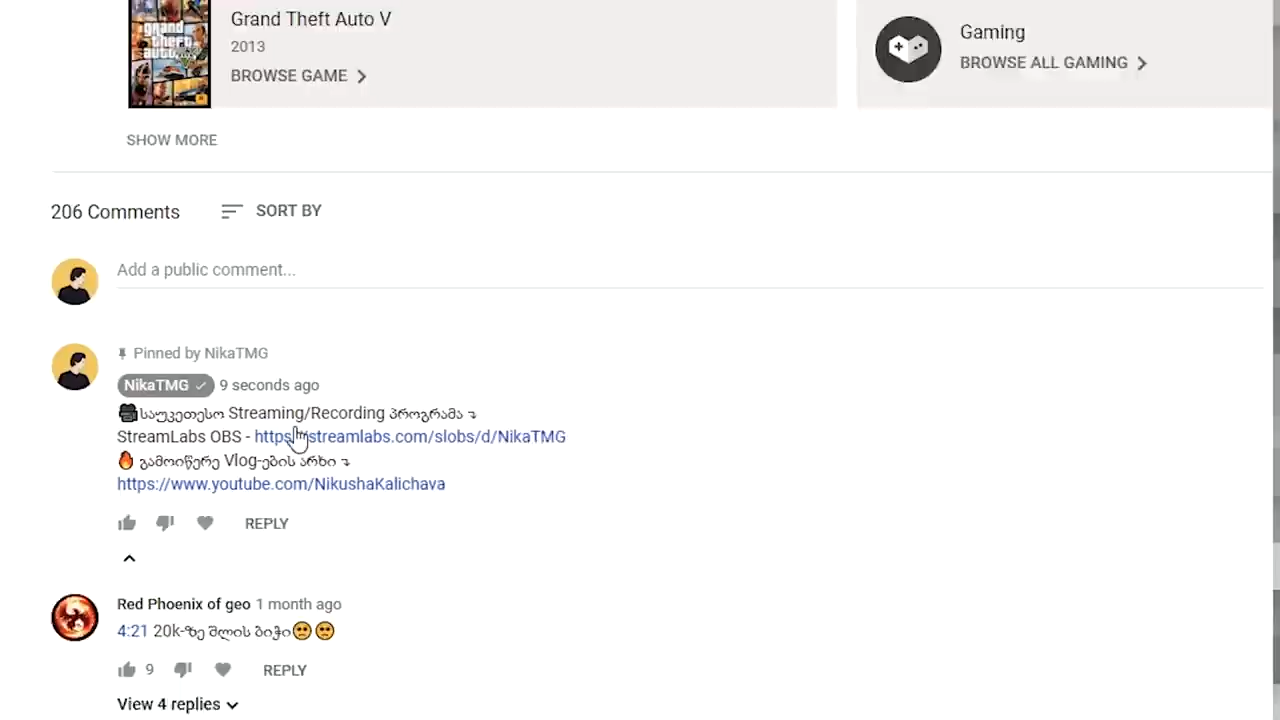 grand theft auto V
Grand Theft Auto V
2013
BROWSE GAME
Gaming
BROWSE ALL GAMING
SHOW MORE
206 Comments
SORT BY
Add a public comment...
Pinned by NikaTMG
NikaTMG 9 seconds ago
🎥საუკეთესო Streaming/Recording პროგრამა ⤵
StreamLabs OBS - https://streamlabs.com/slobs/d/NikaTMG
🔥 გამოიწერე Vlog-ების არხი ⤵
https://www.youtube.com/NikushaKalichava
REPLY
Red Phoenix of geo 1 month ago
4:21 20k-ზე შლის ბიჭი🥺🥺
9
REPLY
View 4 replies